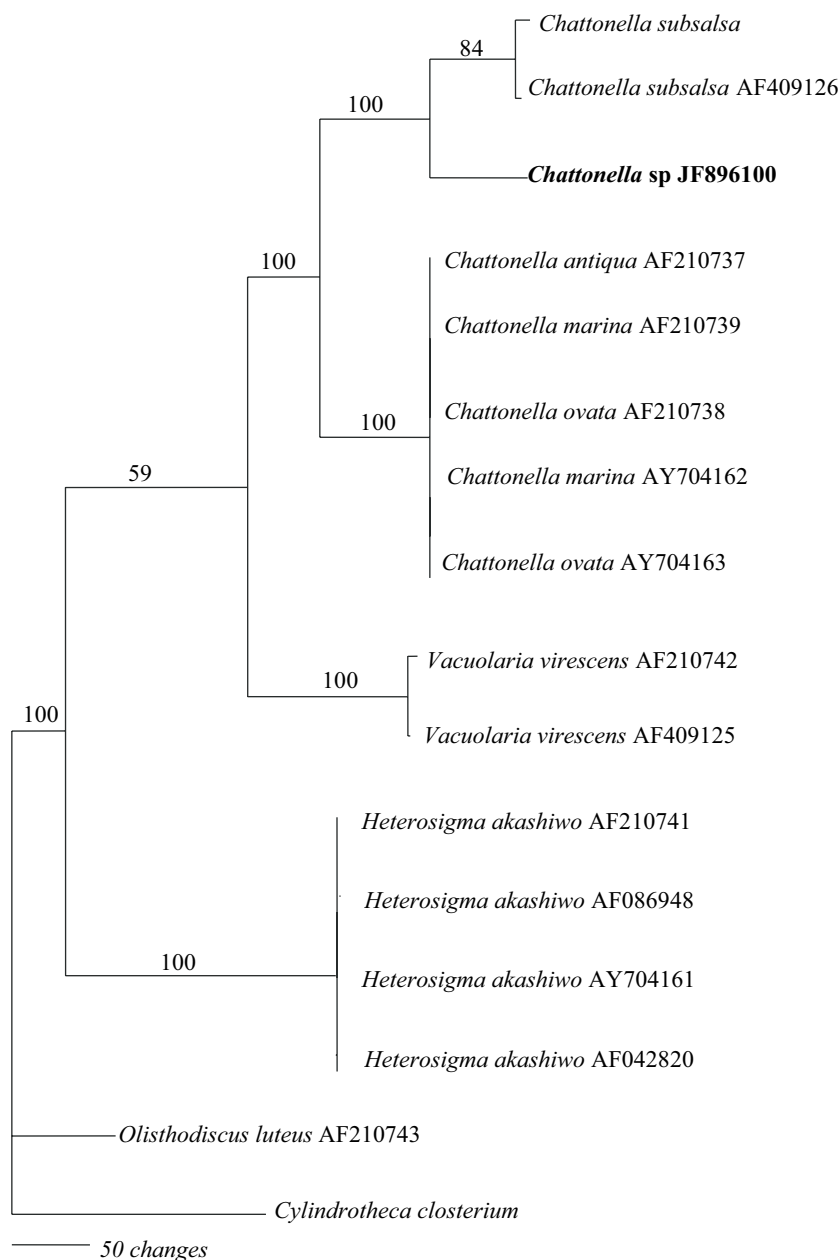 Chattonella subsalsa
84
Chattonella subsalsa AF409126
100
Chattonella sp JF896100
100
Chattonella antiqua AF210737
Chattonella marina AF210739
Chattonella ovata AF210738
100
Chattonella marina AY704162
59
Chattonella ovata AY704163
Vacuolaria virescens AF210742
100
Vacuolaria virescens AF409125
100
Heterosigma akashiwo AF210741
Heterosigma akashiwo AF086948
100
Heterosigma akashiwo AY704161
Heterosigma akashiwo AF042820
Olisthodiscus luteus AF210743
Cylindrotheca closterium
50 changes